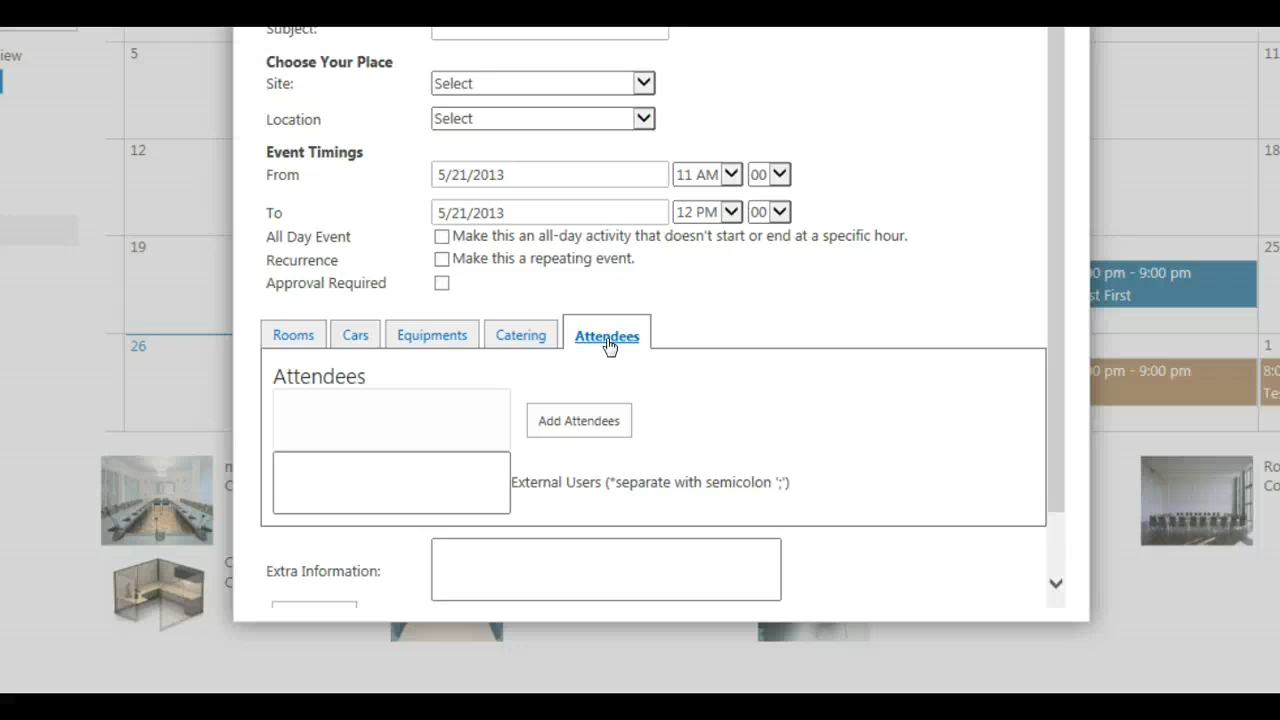 Subject:
iew
5
11
Choose Your Place
Site: Select
Location Select
12
18
Event Timings
From 5/21/2013 11 AM 00
To 5/21/2013 12 PM 00
All Day Event Make this an all-day activity that doesn't start or end at a specific hour.
19
25
Recurrence Make this a repeating event.
0 pm - 9:00 pm
st First
Approval Required
Rooms Cars Equipments Catering Attendees
26
1
0 pm - 9:00 pm
8:0
Te
Attendees
Add Attendees
External Users (*separate with semicolon ';')
Ro
Co
Extra Information: